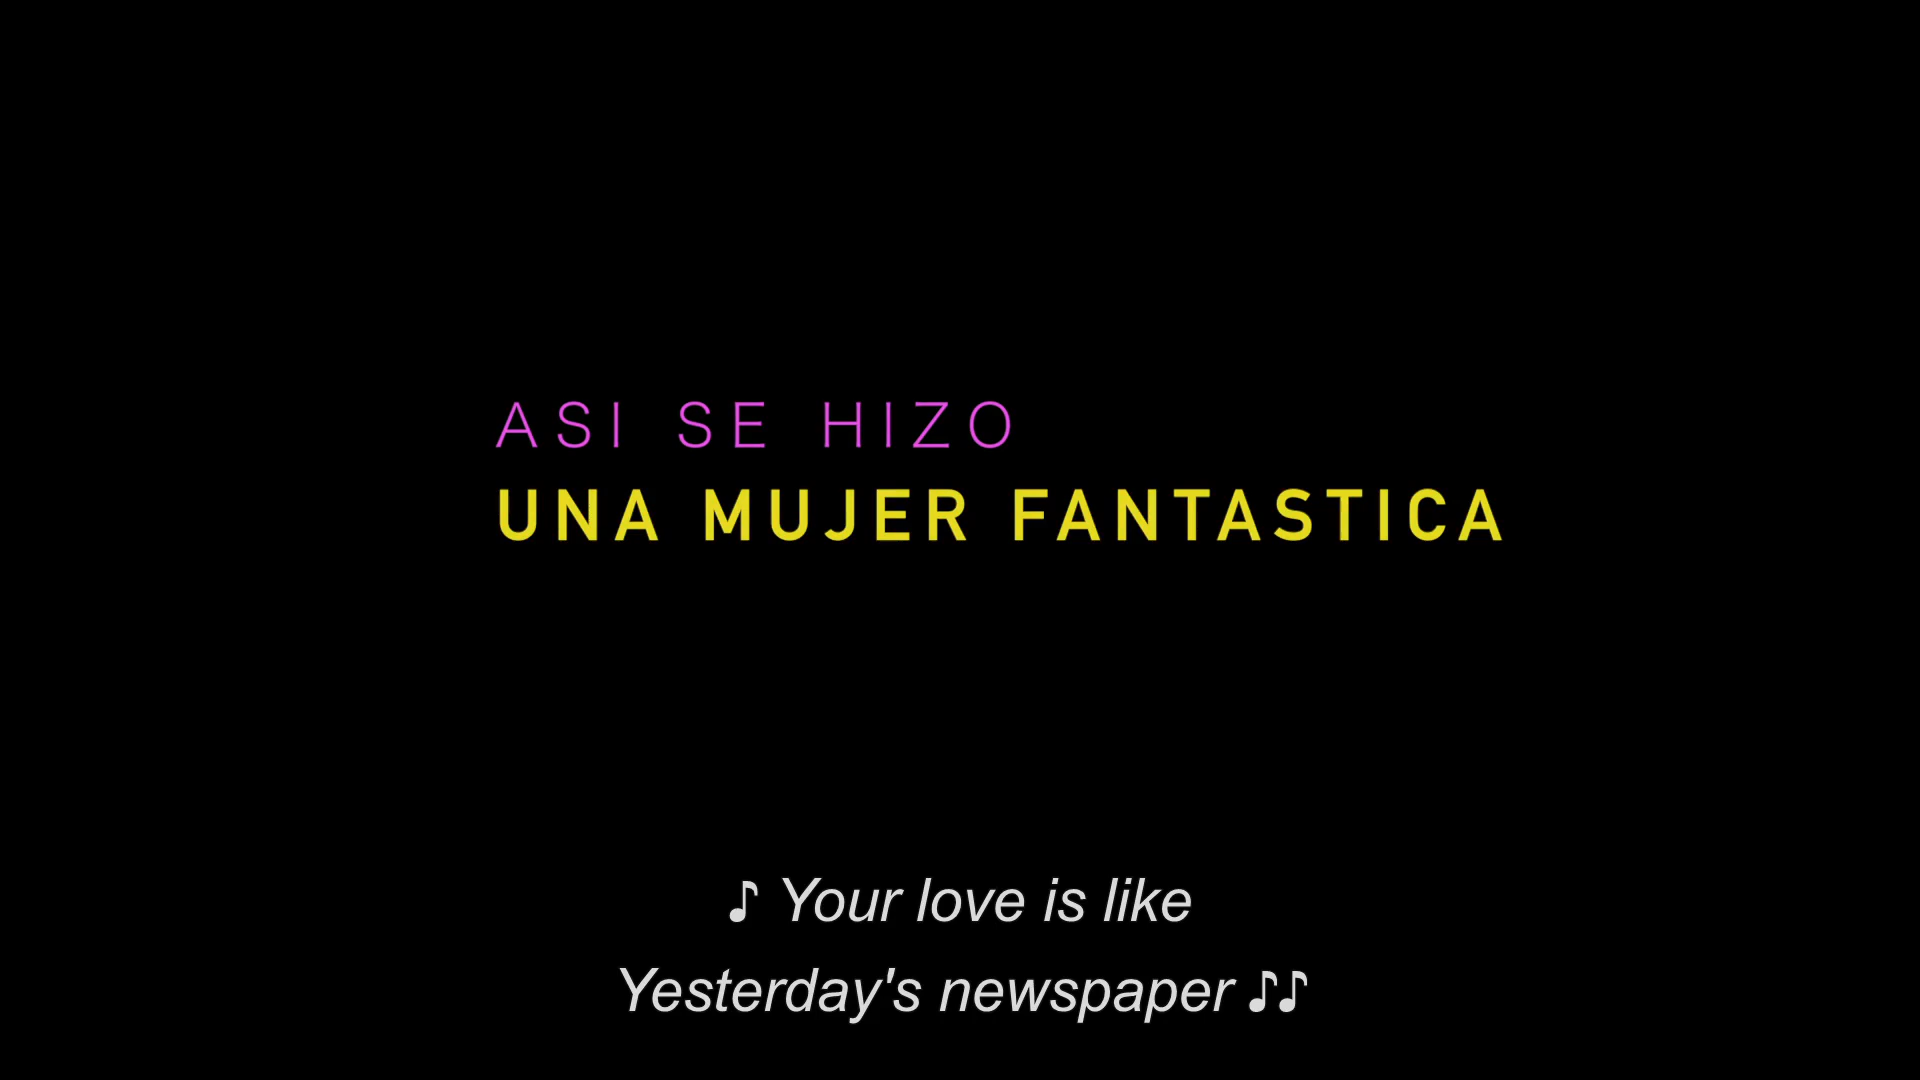 ASI SE HIZO
UNA MUJER FANTASTICA
♪ Your love is like
Yesterday's newspaper ♪♪